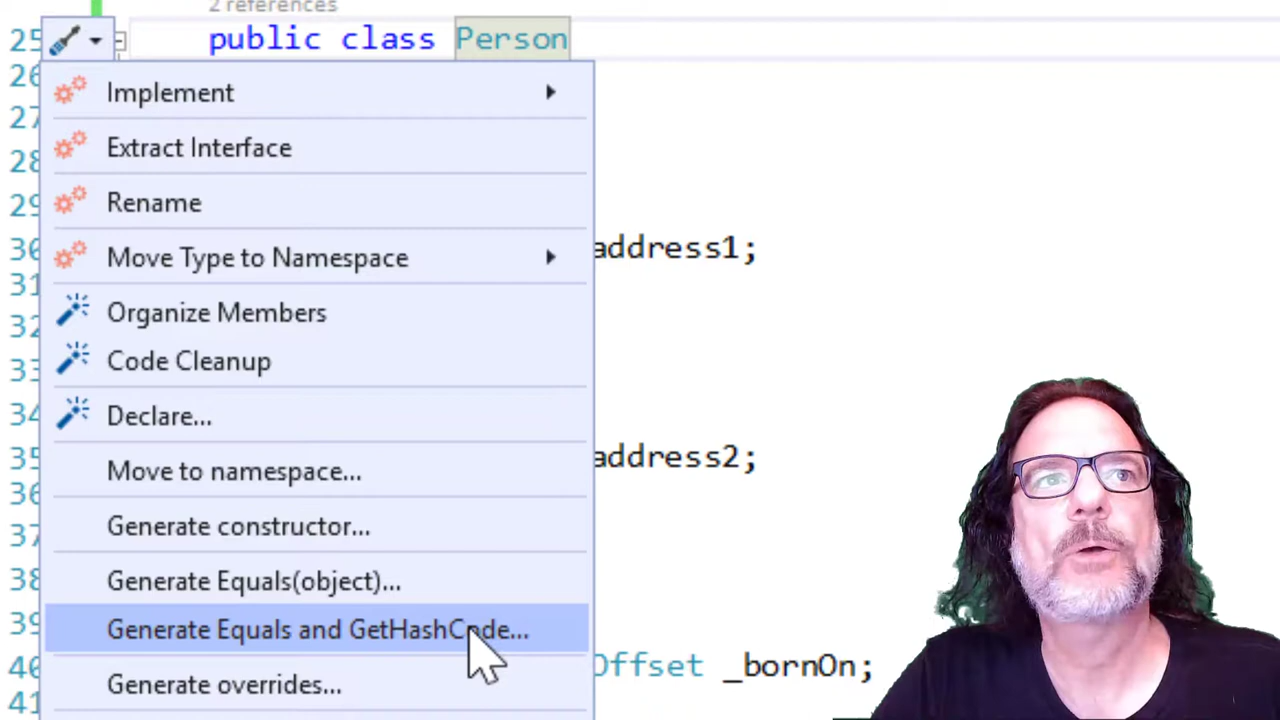 2 references
25 public class Person
26
Implement
27
28 Extract Interface
29 Rename
30 address1;
31 Move Type to Namespace
32 Organize Members
33 Code Cleanup
34 Declare...
35 address2;
36 Move to namespace...
37 Generate constructor...
38 Generate Equals(object)...
39 Generate Equals and GetHashCode...
40 Offset _bornOn;
41 Generate overrides...